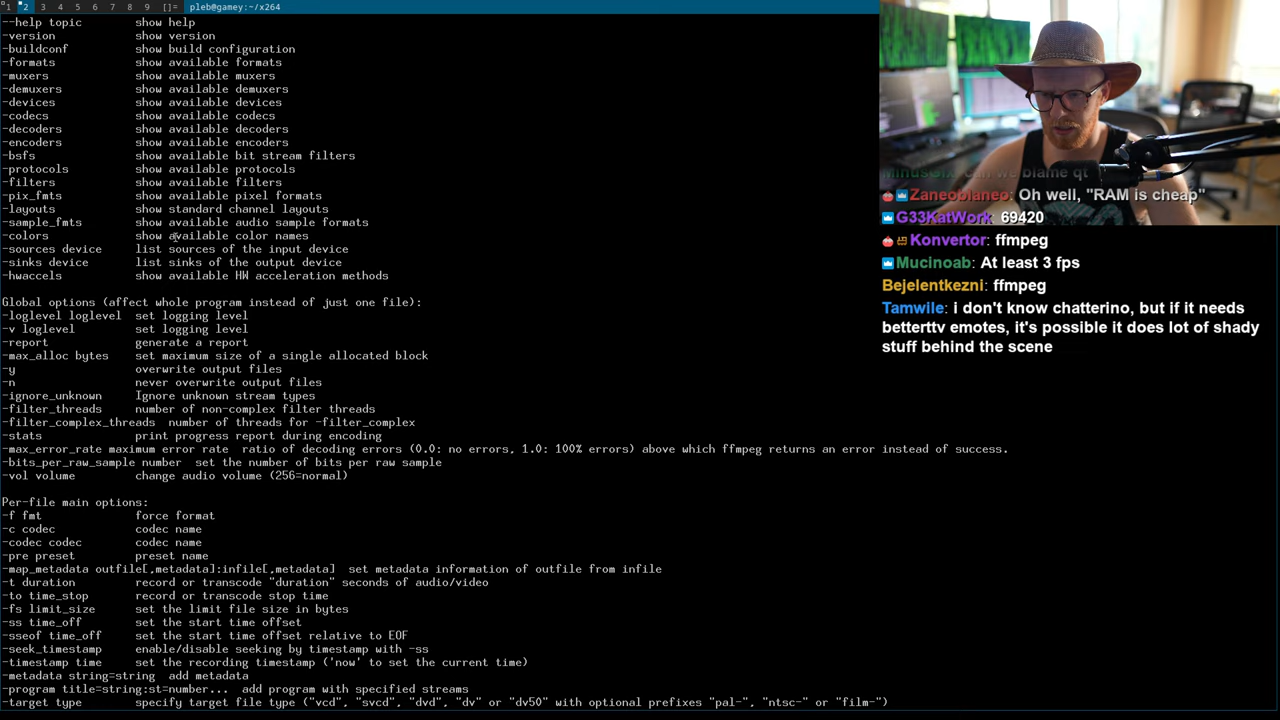 1 2 3 4 5 6 7 8 9 []= pleb@gamey:~/x264
--help topic show help
-version show version
-buildconf show build configuration
-formats show available formats
-muxers show available muxers
-demuxers show available demuxers
-devices show available devices
-codecs show available codecs
-decoders show available decoders
-encoders show available encoders
-bsfs show available bit stream filters
-protocols show available protocols
-filters show available filters
-pix_fmts show available pixel formats
-layouts show standard channel layouts
-sample_fmts show available audio sample formats
-colors show available color names
-sources device list sources of the input device
-sinks device list sinks of the output device
-hwaccels show available HW acceleration methods
Global options (affect whole program instead of just one file):
-loglevel loglevel set logging level
-v loglevel set logging level
-report generate a report
-max_alloc bytes set maximum size of a single allocated block
-y overwrite output files
-n never overwrite output files
-ignore_unknown Ignore unknown stream types
-filter_threads number of non-complex filter threads
-filter_complex_threads number of threads for -filter_complex
-stats print progress report during encoding
-max_error_rate maximum error rate ratio of decoding errors (0.0: no errors, 1.0: 100% errors) above which ffmpeg returns an error instead of success.
-bits_per_raw_sample number set the number of bits per raw sample
-vol volume change audio volume (256=normal)
Per-file main options:
-f fmt force format
-c codec codec name
-codec codec codec name
-pre preset preset name
-map_metadata outfile[,metadata]:infile[,metadata] set metadata information of outfile from infile
-t duration record or transcode "duration" seconds of audio/video
-to time_stop record or transcode stop time
-fs limit_size set the limit file size in bytes
-ss time_off set the start time offset
-sseof time_off set the start time offset relative to EOF
-seek_timestamp enable/disable seeking by timestamp with -ss
-timestamp time set the recording timestamp ('now' to set the current time)
-metadata string=string add metadata
-program title=string:st=number... add program with specified streams
-target type specify target file type ("vcd", "svcd", "dvd", "dv" or "dv50" with optional prefixes "pal-", "ntsc-" or "film-")
MinusGix: can we blame qt
Zaneoblaneo: Oh well, "RAM is cheap"
G33KatWork: 69420
Konvertor: ffmpeg
Mucinoab: At least 3 fps
Bejelentkezni: ffmpeg
Tamwile: i don't know chatterino, but if it needs
betterttv emotes, it's possible it does lot of shady
stuff behind the scene